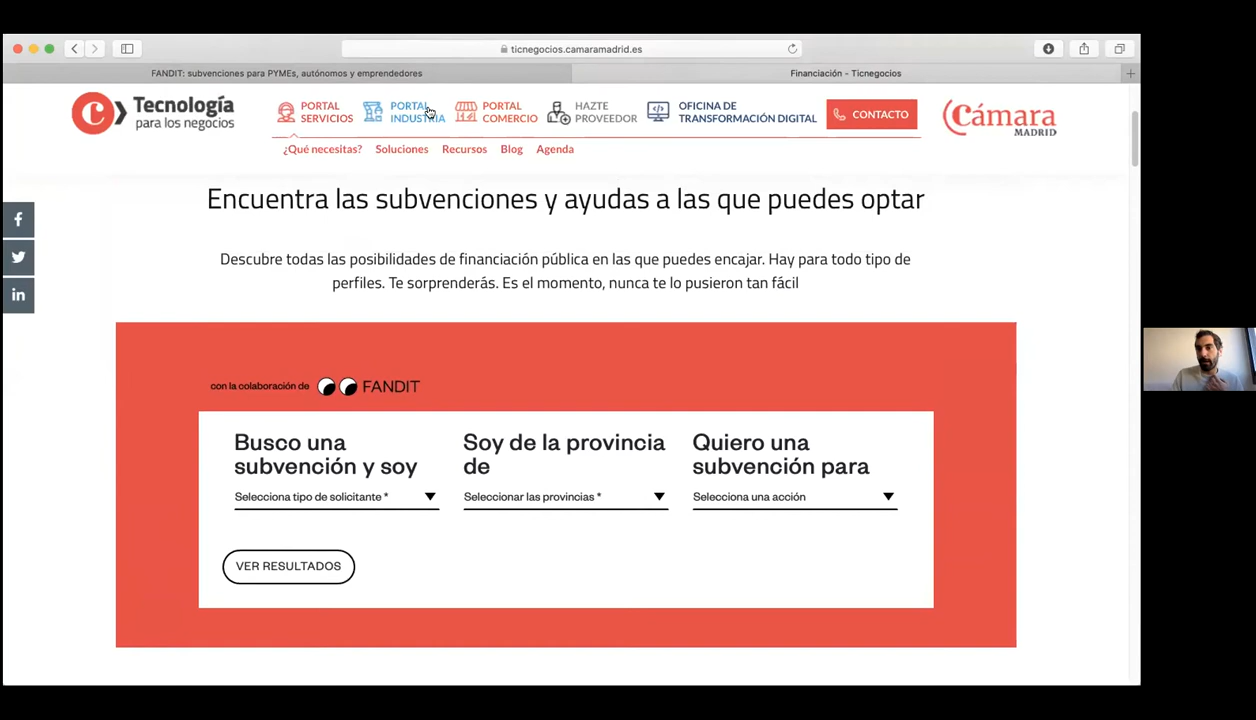 ticnegocios.camaramadrid.es
FANDIT: subvenciones para PYMEs, autónomos y emprendedores
Financiación - Ticnegocios
Tecnología
para los negocios
PORTAL
SERVICIOS
PORTAL
INDUSTRIA
PORTAL
COMERCIO
HAZTE
PROVEEDOR
OFICINA DE
TRANSFORMACIÓN DIGITAL
CONTACTO
Cámara
MADRID
¿Qué necesitas? Soluciones Recursos Blog Agenda
Encuentra las subvenciones y ayudas a las que puedes optar
Descubre todas las posibilidades de financiación pública en las que puedes encajar. Hay para todo tipo de
perfiles. Te sorprenderás. Es el momento, nunca te lo pusieron tan fácil
con la colaboración de FANDIT
Busco una
subvención y soy
Selecciona tipo de solicitante *
Soy de la provincia
de
Seleccionar las provincias *
Quiero una
subvención para
Selecciona una acción
VER RESULTADOS